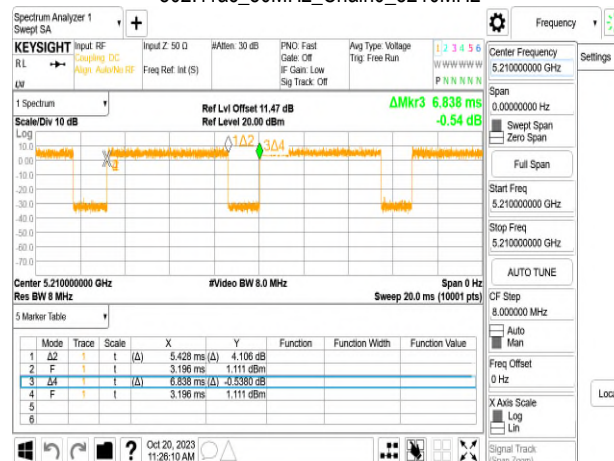 802.11ac_80MHz_Chain0_5210MHz
Spectrum Analyzer 1
Swept SA
+
Frequency
KEYSIGHT
RL
Input: RF
Coupling: DC
Align: Auto/No RF
Input Z: 50 Ω
Freq Ref: Int (S)
#Atten: 30 dB
PNO: Fast
Gate: Off
IF Gain: Low
Sig Track: Off
Avg Type: Voltage
Trig: Free Run
1 2 3 4 5 6
W W W W W W
P N N N N N
1 Spectrum
Scale/Div 10 dB
Log
Ref Lvl Offset 11.47 dB
Ref Level 20.00 dBm
ΔMkr3 6.838 ms
-0.54 dB
10.0
0.00
-10.0
-20.0
-30.0
-40.0
-50.0
-60.0
-70.0
1Δ2
3Δ4
Center 5.210000000 GHz
Res BW 8 MHz
#Video BW 8.0 MHz
Span 0 Hz
Sweep 20.0 ms (10001 pts)
5 Marker Table
Mode Trace Scale X Y Function Function Width Function Value
1 Δ2 1 t (Δ) 5.428 ms (Δ) 4.106 dB
2 F 1 t 3.196 ms 1.111 dBm
3 Δ4 1 t (Δ) 6.838 ms (Δ) -0.5380 dB
4 F 1 t 3.196 ms 1.111 dBm
5
6
?
Oct 20, 2023
11:26:10 AM
Center Frequency
5.210000000 GHz
Span
0.00000000 Hz
Swept Span
Zero Span
Full Span
Start Freq
5.210000000 GHz
Stop Freq
5.210000000 GHz
AUTO TUNE
CF Step
8.000000 MHz
Auto
Man
Freq Offset
0 Hz
X Axis Scale
Log
Lin
Signal Track
(Span Zoom)
Settings
Loca